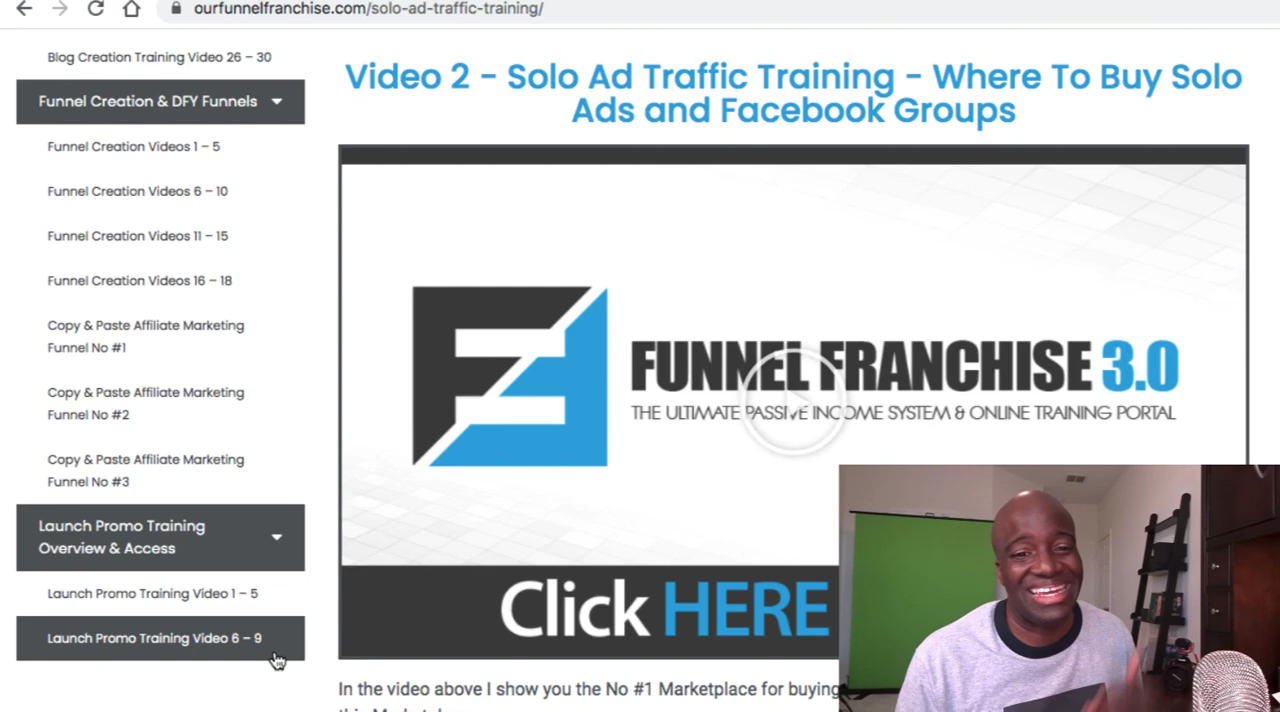 ourfunnelfranchise.com/solo-ad-traffic-training/
Blog Creation Training Video 26 – 30
Funnel Creation & DFY Funnels
Funnel Creation Videos 1 – 5
Funnel Creation Videos 6 – 10
Funnel Creation Videos 11 – 15
Funnel Creation Videos 16 – 18
Copy & Paste Affiliate Marketing
Funnel No #1
Copy & Paste Affiliate Marketing
Funnel No #2
Copy & Paste Affiliate Marketing
Funnel No #3
Launch Promo Training
Overview & Access
Launch Promo Training Video 1 – 5
Launch Promo Training Video 6 – 9
Video 2 - Solo Ad Traffic Training - Where To Buy Solo
Ads and Facebook Groups
FUNNEL FRANCHISE 3.0
THE ULTIMATE PASSIVE INCOME SYSTEM & ONLINE TRAINING PORTAL
Click HERE
In the video above I show you the No #1 Marketplace for buying